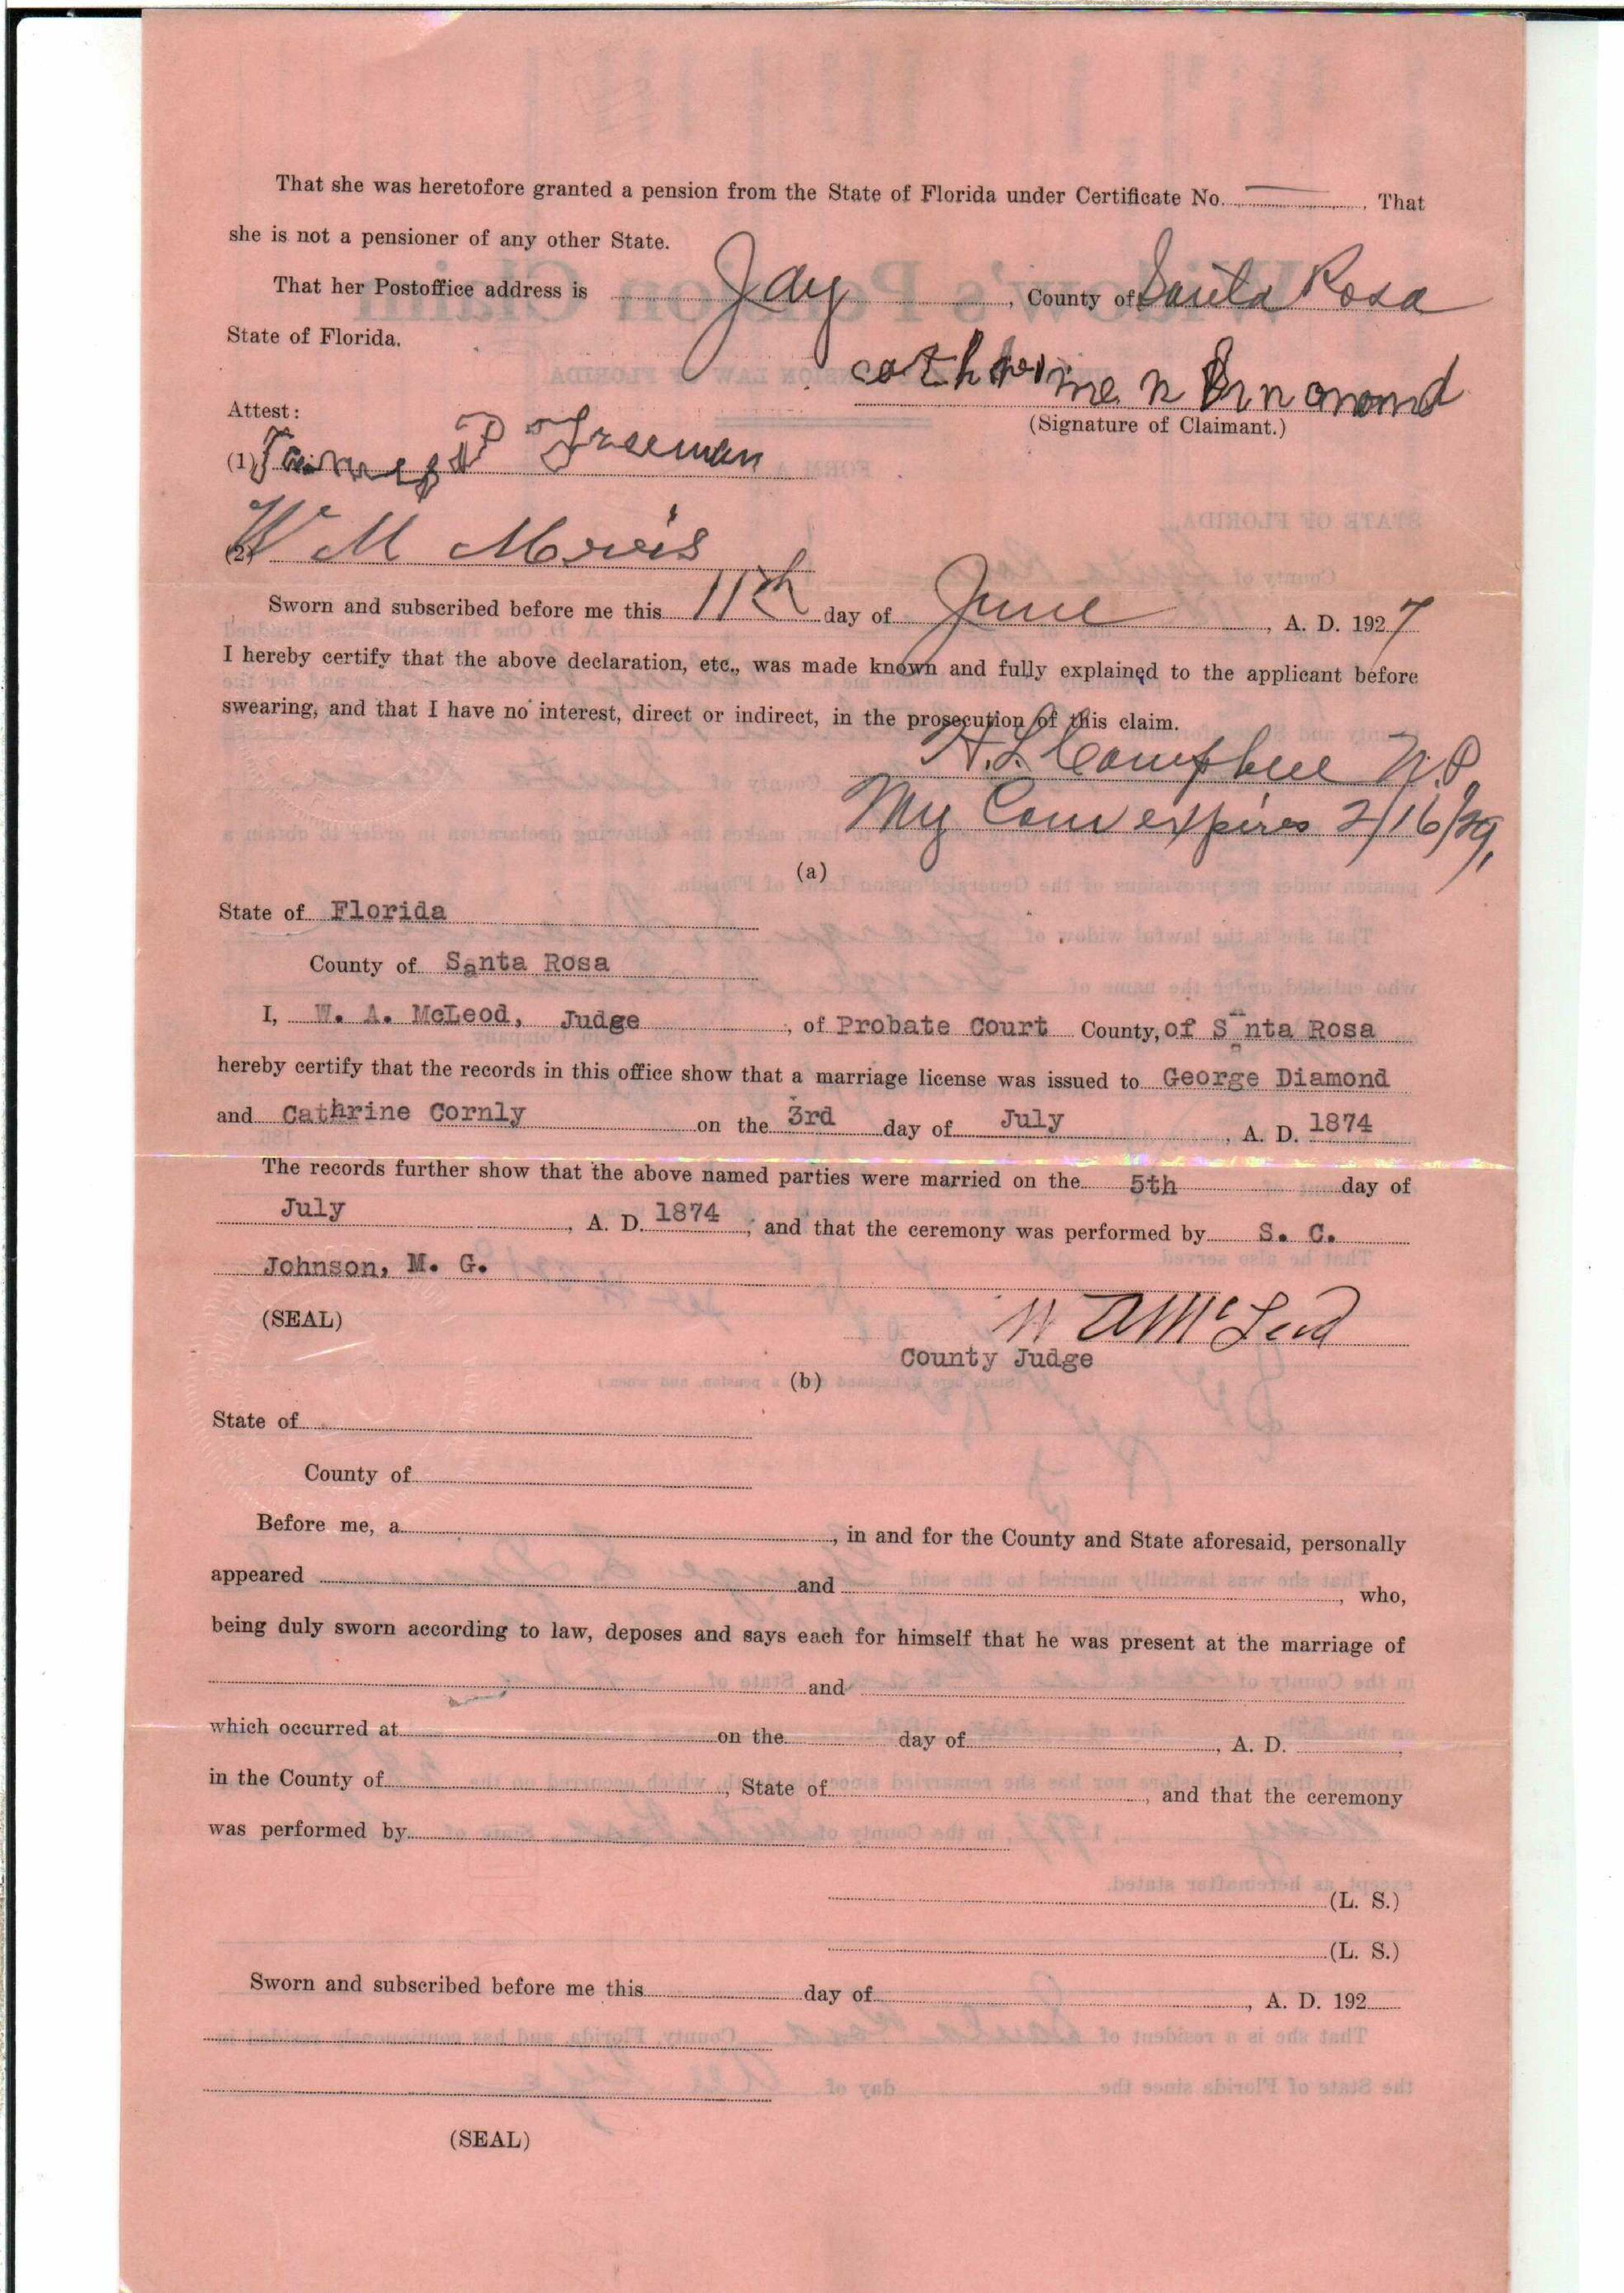 That she was heretofore granted a pension from the State of Florida under Certificate No. ——. That
she is not a pensioner of any other State.
That her Postoffice address is Jay, County of Santa Rosa
State of Florida.
Attest:
(Signature of Claimant.)
(1) James P Freeman
(2) W M Morris
Sworn and subscribed before me this 11th day of June, A. D. 1927
I hereby certify that the above declaration, etc., was made known and fully explained to the applicant before
swearing, and that I have no interest, direct or indirect, in the prosecution of this claim.
H. L. Campbell N.P.
My Com expires 2/16/29,
(a)
State of Florida
County of Santa Rosa
I, W. A. McLeod, Judge, of Probate Court County, of Santa Rosa
hereby certify that the records in this office show that a marriage license was issued to George Diamond
and Cathrine Cornly on the 3rd day of July, A. D. 1874
The records further show that the above named parties were married on the 5th day of
July, A. D. 1874, and that the ceremony was performed by S. C.
Johnson, M. G.
(SEAL)
W A McLeod
County Judge
(b)
State of
County of
Before me, a, in and for the County and State aforesaid, personally
appeared and, who,
being duly sworn according to law, deposes and says each for himself that he was present at the marriage of
and
which occurred at on the day of, A. D.,
in the County of, State of, and that the ceremony
was performed by
(L. S.)
(L. S.)
Sworn and subscribed before me this day of, A. D. 192
(SEAL)